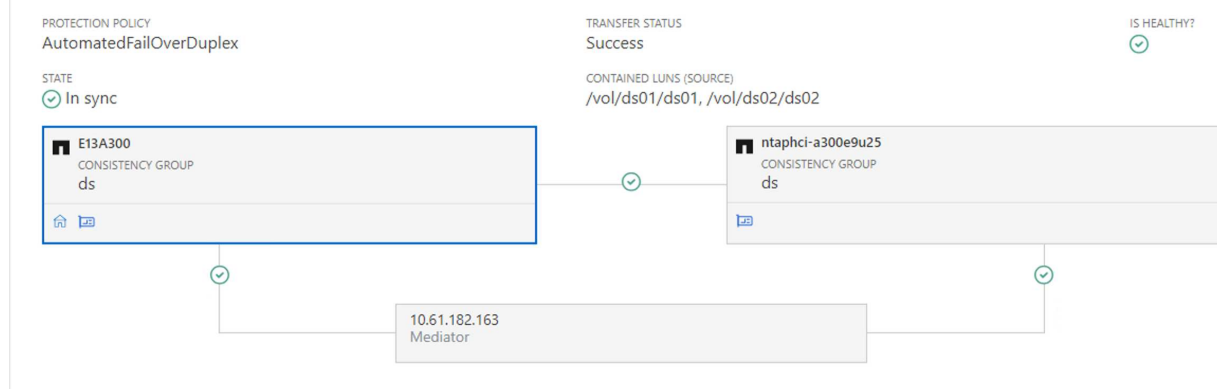 PROTECTION POLICY
AutomatedFailOverDuplex
TRANSFER STATUS
Success
IS HEALTHY?
STATE
In sync
CONTAINED LUNS (SOURCE)
/vol/ds01/ds01, /vol/ds02/ds02
E13A300
CONSISTENCY GROUP
ds
ntaphci-a300e9u25
CONSISTENCY GROUP
ds
10.61.182.163
Mediator